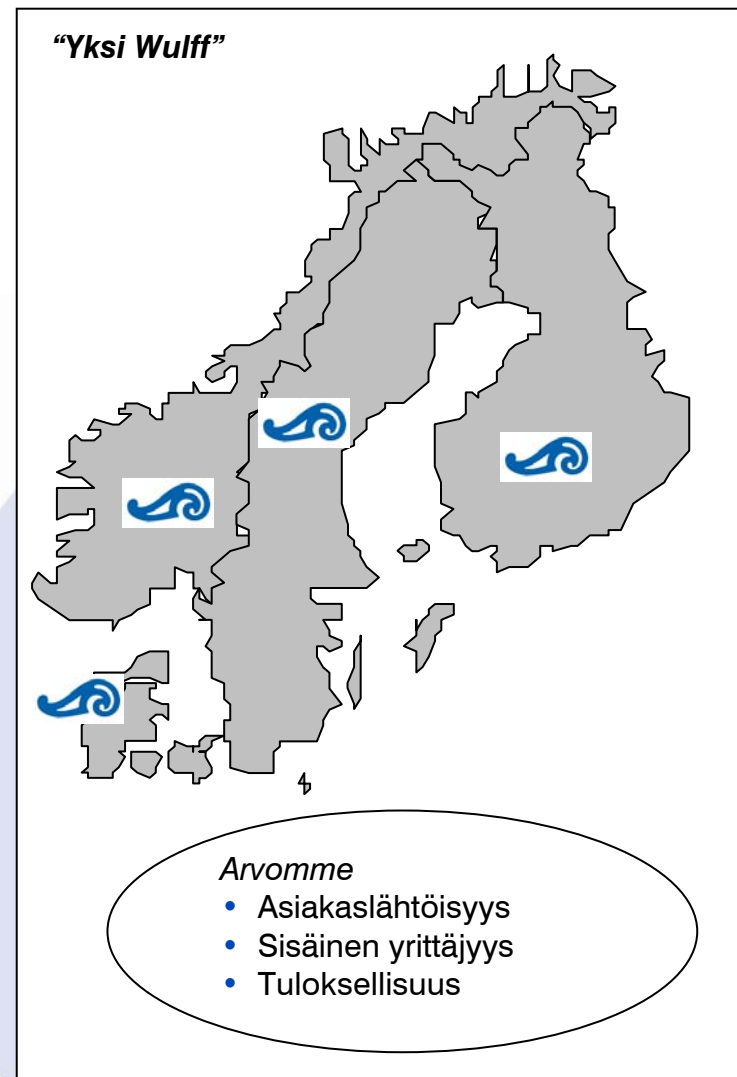 “Yksi Wulff”
Arvomme
• Asiakaslähtöisyys
• Sisäinen yrittäjyys
• Tuloksellisuus